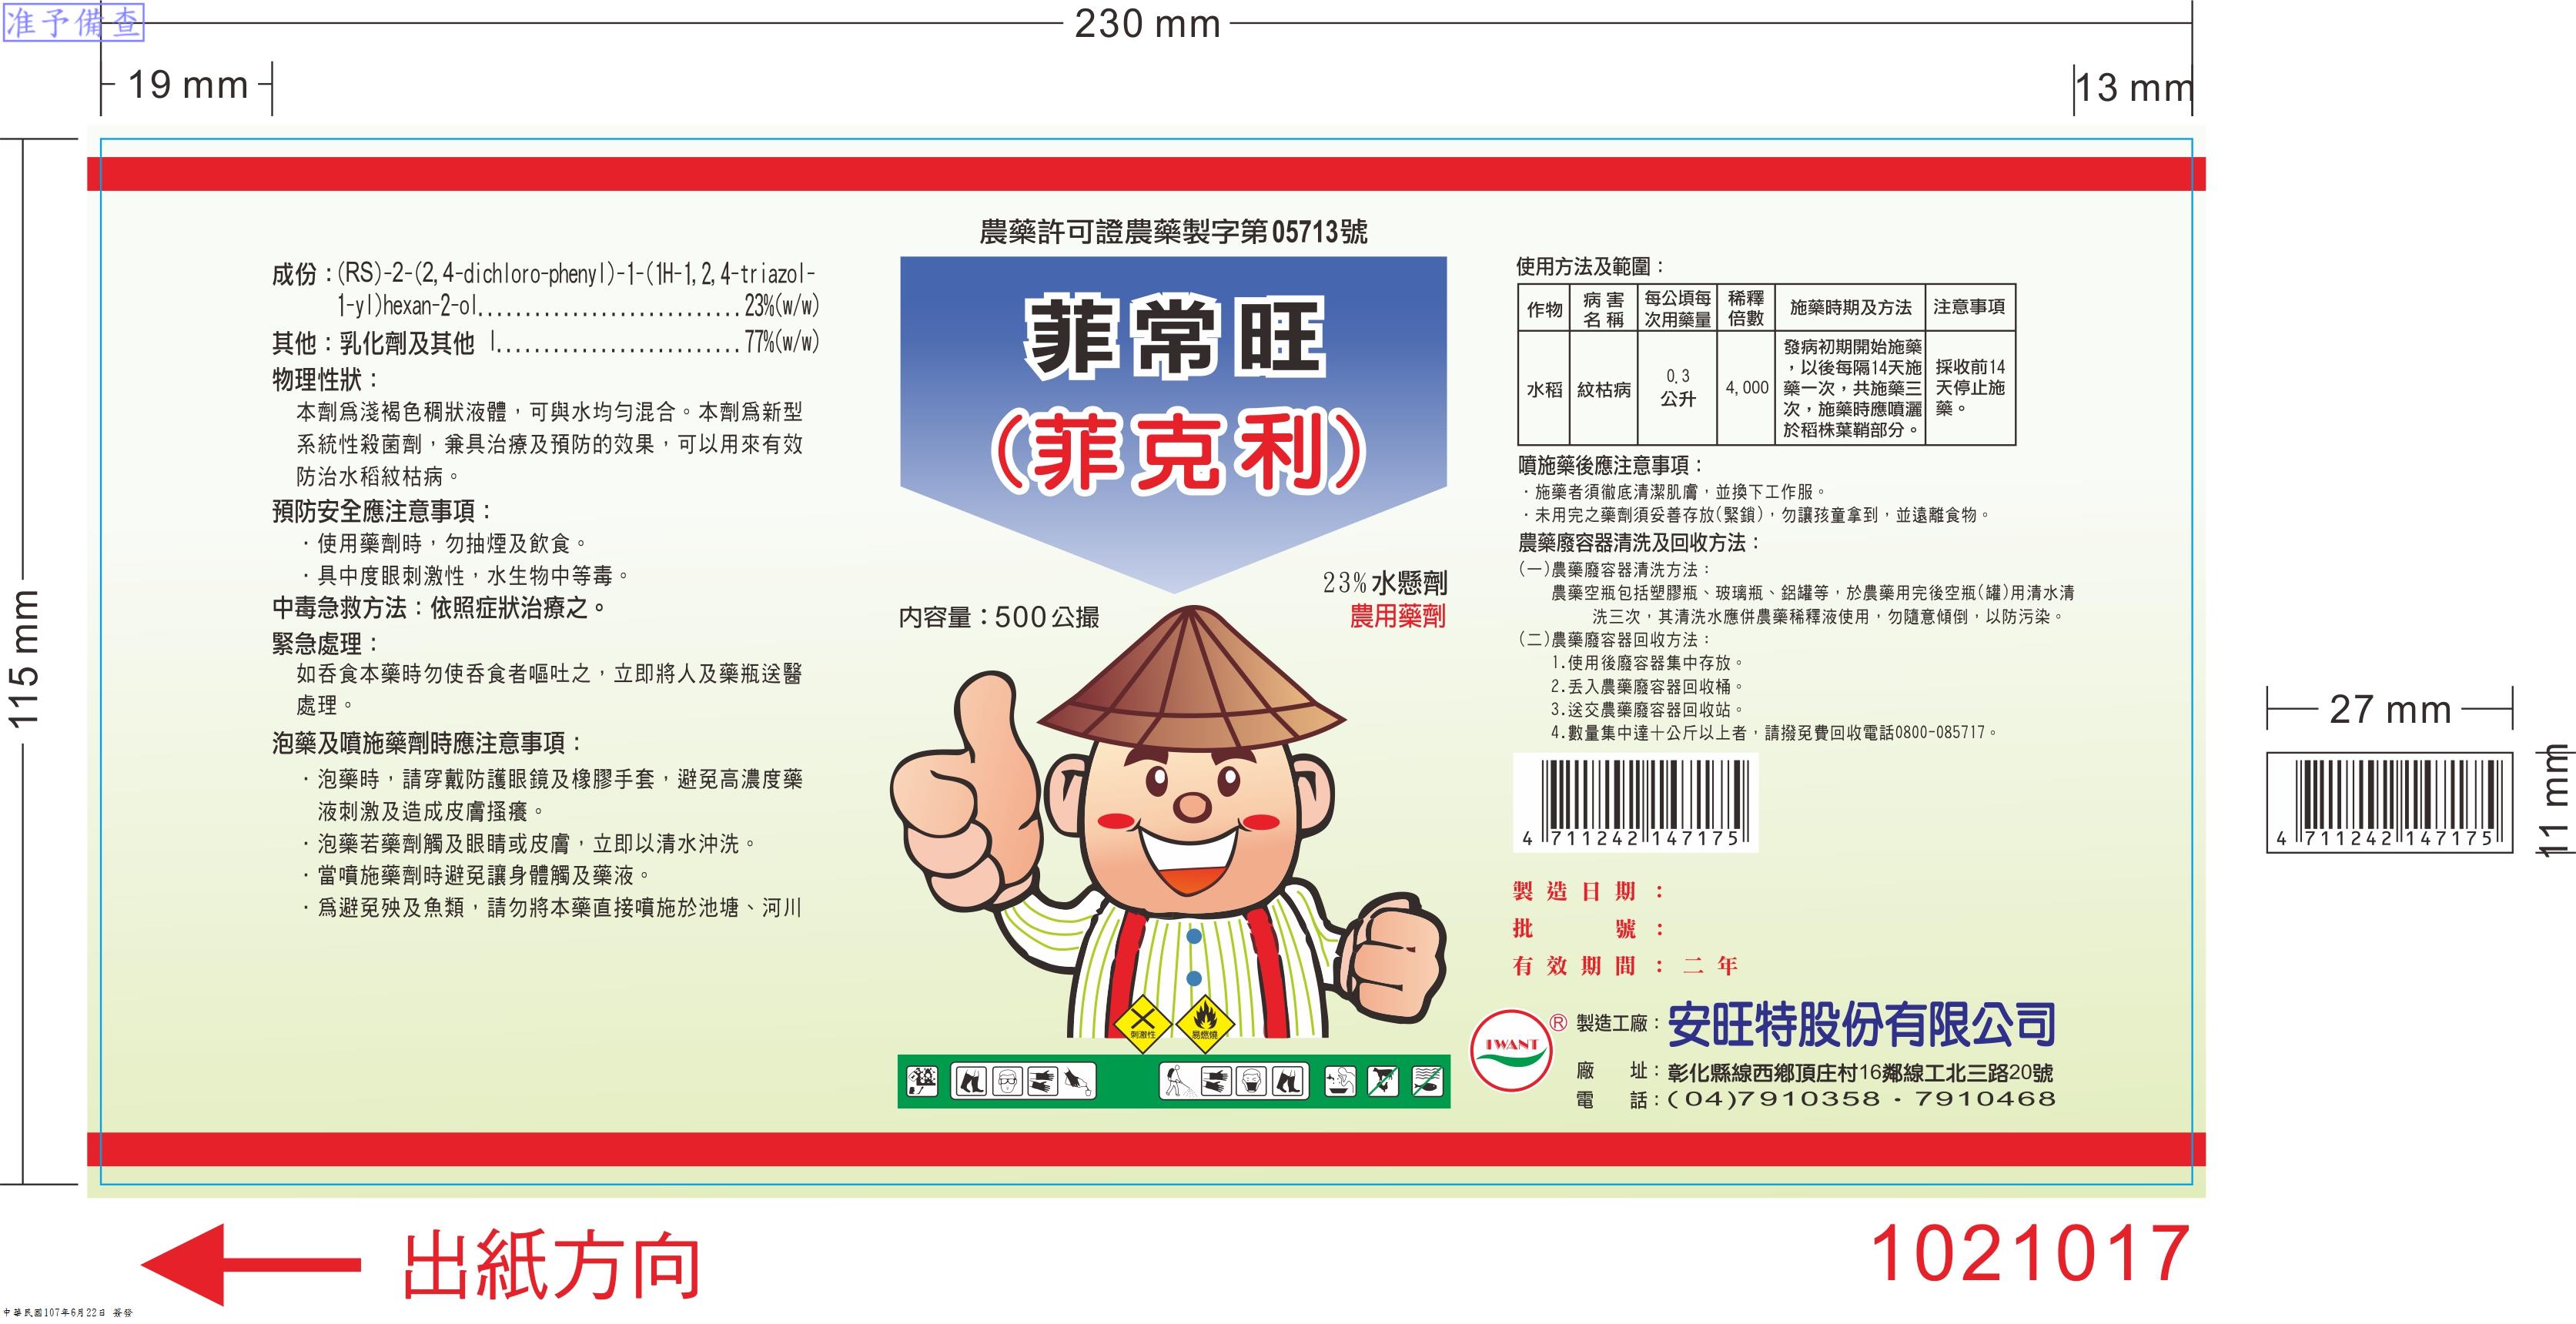 准予備查
230 mm
19 mm
13 mm
115 mm
農藥許可證農藥製字第05713號
菲常旺
(菲克利)
23%水懸劑
農用藥劑
內容量：500公撮
刺激性
易燃燒
成份：(RS)-2-(2,4-dichloro-phenyl)-1-(1H-1,2,4-triazol-
1-yl)hexan-2-ol............................23%(w/w)
其他：乳化劑及其他 l..........................77%(w/w)
物理性狀：
本劑為淺褐色稠狀液體，可與水均勻混合。本劑為新型
系統性殺菌劑，兼具治療及預防的效果，可以用來有效
防治水稻紋枯病。
預防安全應注意事項：
．使用藥劑時，勿抽煙及飲食。
．具中度眼刺激性，水生物中等毒。
中毒急救方法：依照症狀治療之。
緊急處理：
如吞食本藥時勿使吞食者嘔吐之，立即將人及藥瓶送醫
處理。
泡藥及噴施藥劑時應注意事項：
．泡藥時，請穿戴防護眼鏡及橡膠手套，避免高濃度藥
液刺激及造成皮膚搔癢。
．泡藥若藥劑觸及眼睛或皮膚，立即以清水沖洗。
．當噴施藥劑時避免讓身體觸及藥液。
．為避免殃及魚類，請勿將本藥直接噴施於池塘、河川
使用方法及範圍：
作物 病害名稱 每公頃每次用藥量 稀釋倍數 施藥時期及方法 注意事項
水稻 紋枯病 0.3公升 4,000 發病初期開始施藥，以後每隔14天施藥一次，共施藥三次，施藥時應噴灑於稻株葉鞘部分。 採收前14天停止施藥。
噴施藥後應注意事項：
．施藥者須徹底清潔肌膚，並換下工作服。
．未用完之藥劑須妥善存放(緊鎖)，勿讓孩童拿到，並遠離食物。
農藥廢容器清洗及回收方法：
(一)農藥廢容器清洗方法：
農藥空瓶包括塑膠瓶、玻璃瓶、鋁罐等，於農藥用完後空瓶(罐)用清水清
洗三次，其清洗水應併農藥稀釋液使用，勿隨意傾倒，以防污染。
(二)農藥廢容器回收方法：
1.使用後廢容器集中存放。
2.丟入農藥廢容器回收桶。
3.送交農藥廢容器回收站。
4.數量集中達十公斤以上者，請撥免費回收電話0800-085717。
4 711242 147175
製造日期：
批號：
有效期間：二年
IWANT
®
製造工廠：安旺特股份有限公司
廠址：彰化縣線西鄉頂庄村16鄰線工北三路20號
電話：(04)7910358．7910468
27 mm
11 mm
4 711242 147175
出紙方向
1021017
中華民國107年6月22日 簽發